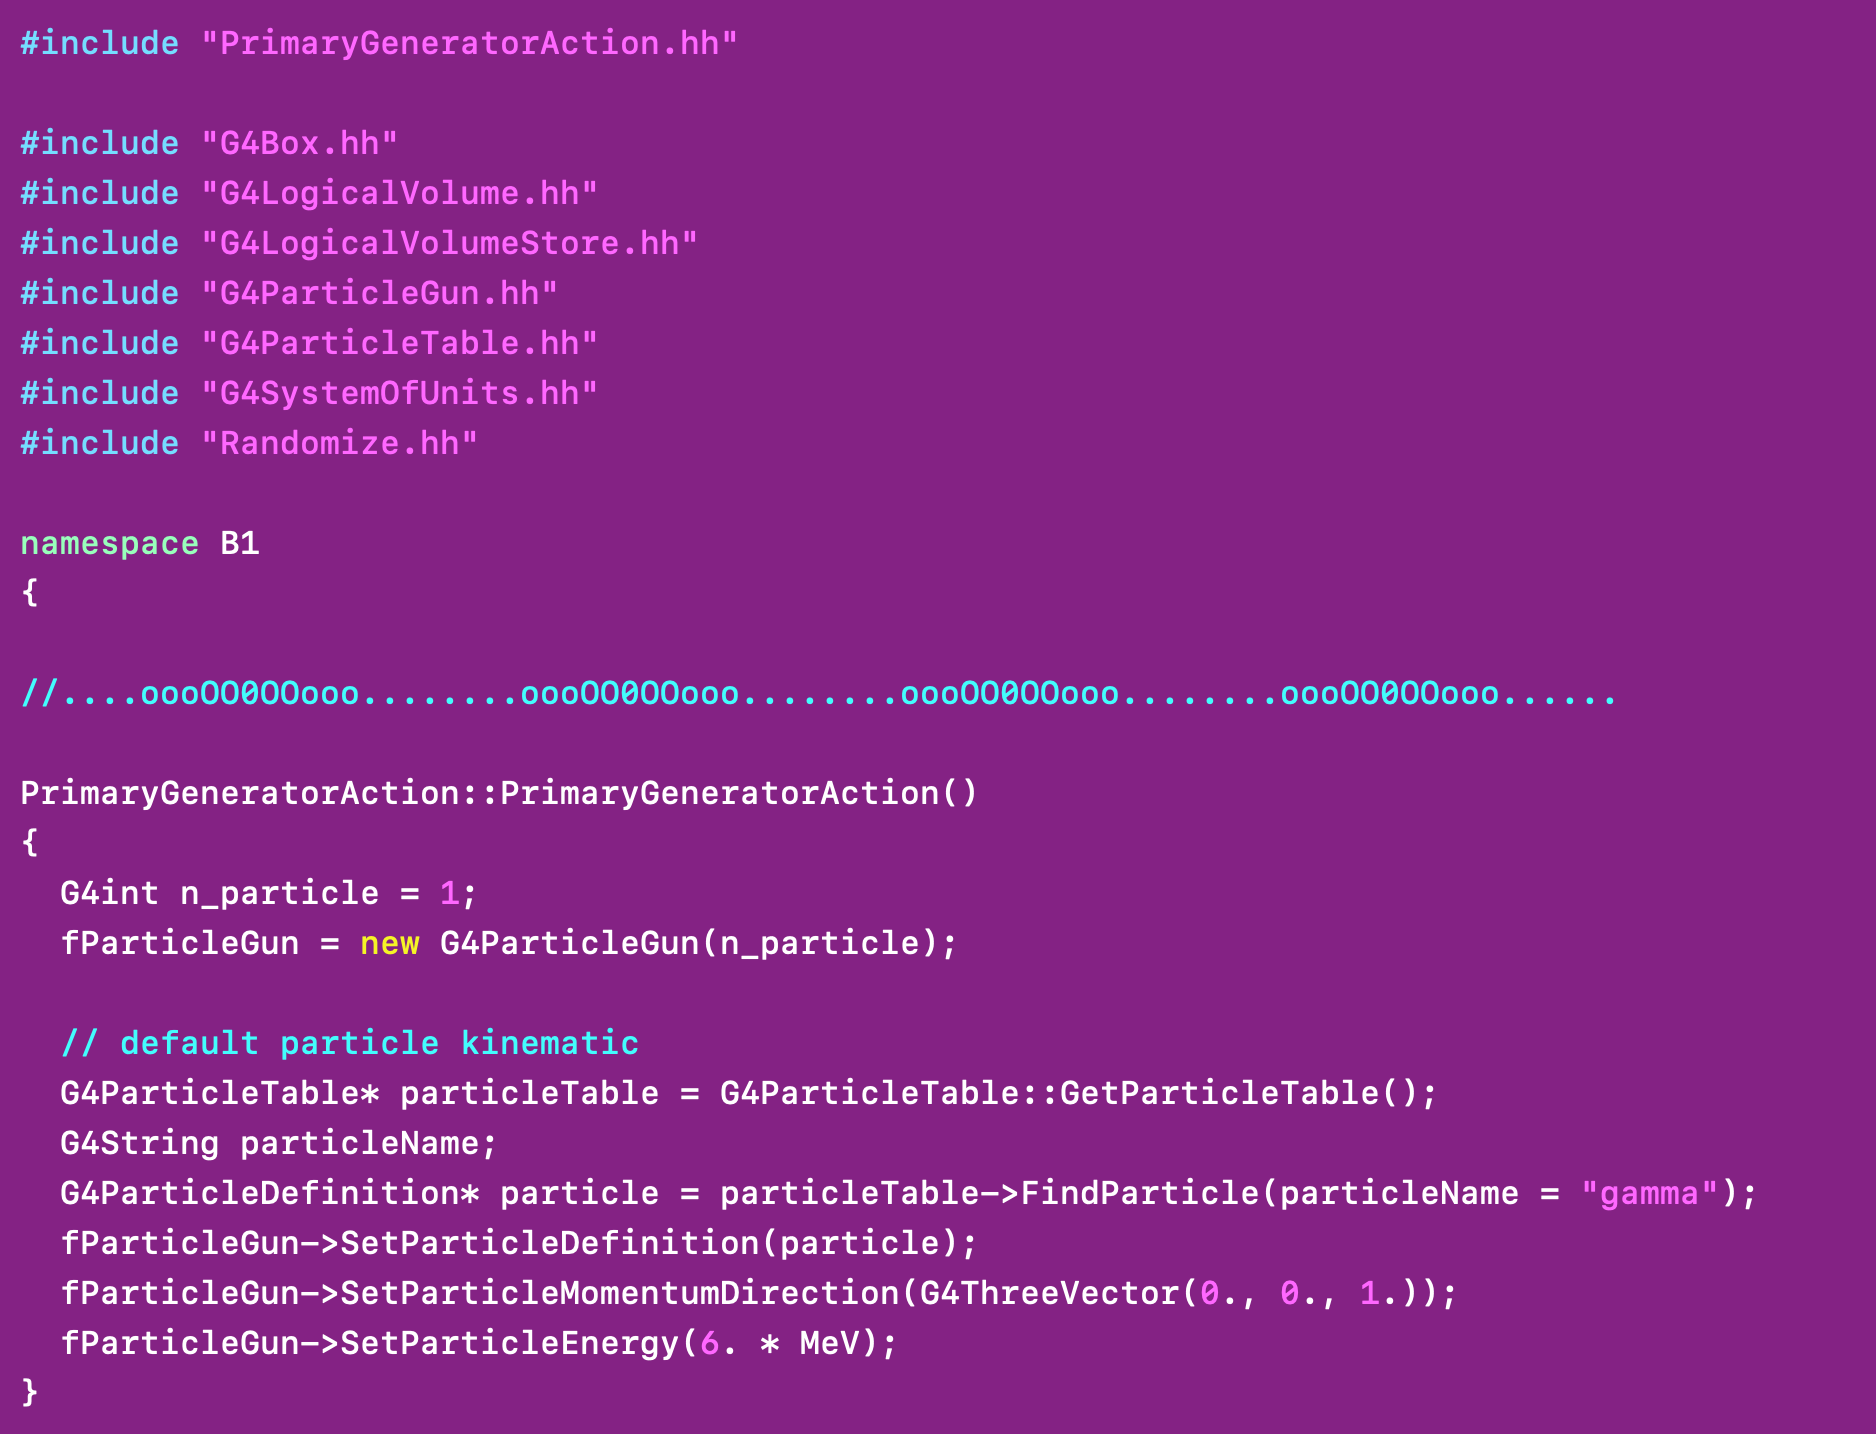 #include "PrimaryGeneratorAction.hh"
#include "G4Box.hh"
#include "G4LogicalVolume.hh"
#include "G4LogicalVolumeStore.hh"
#include "G4ParticleGun.hh"
#include "G4ParticleTable.hh"
#include "G4SystemOfUnits.hh"
#include "Randomize.hh"
namespace B1
{
//....oooOO0OOooo........oooOO0OOooo........oooOO0OOooo........oooOO0OOooo......
PrimaryGeneratorAction::PrimaryGeneratorAction()
{
  G4int n_particle = 1;
  fParticleGun = new G4ParticleGun(n_particle);
  // default particle kinematic
  G4ParticleTable* particleTable = G4ParticleTable::GetParticleTable();
  G4String particleName;
  G4ParticleDefinition* particle = particleTable->FindParticle(particleName = "gamma");
  fParticleGun->SetParticleDefinition(particle);
  fParticleGun->SetParticleMomentumDirection(G4ThreeVector(0., 0., 1.));
  fParticleGun->SetParticleEnergy(6. * MeV);
}